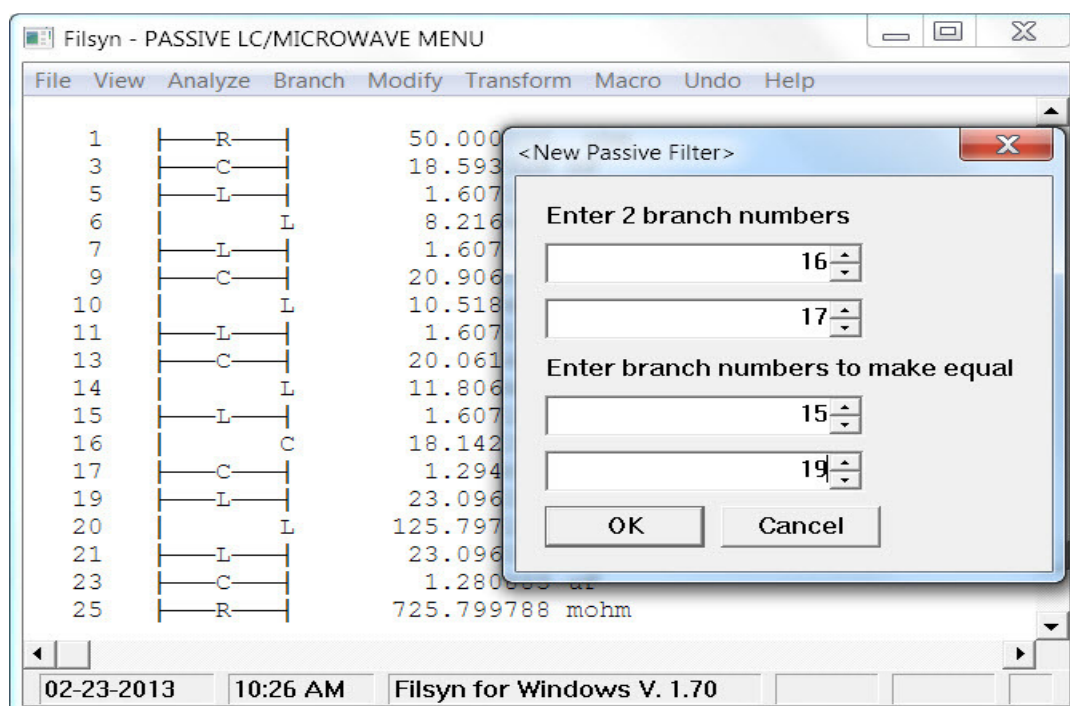 Filsyn - PASSIVE LC/MICROWAVE MENU
File View Analyze Branch Modify Transform Macro Undo Help
1 R 50.000
3 C 18.593
5 L 1.607
6 L 8.216
7 L 1.607
9 C 20.906
10 L 10.518
11 L 1.607
13 C 20.061
14 L 11.806
15 L 1.607
16 C 18.142
17 C 1.294
19 L 23.096
20 L 125.797
21 L 23.096
23 C 1.280
25 R 725.799788 mohm
<New Passive Filter>
Enter 2 branch numbers
16
17
Enter branch numbers to make equal
15
19
OK Cancel
02-23-2013 10:26 AM Filsyn for Windows V. 1.70